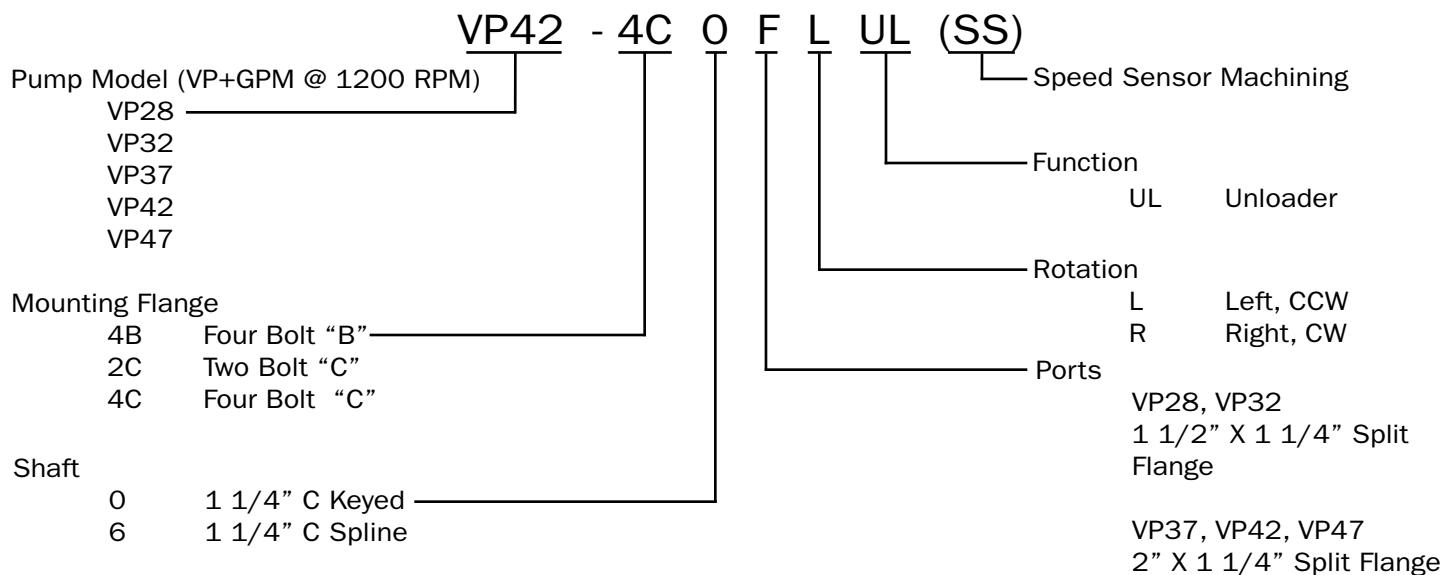 VP42 - 4C 0 F L UL (SS)
Pump Model (VP+GPM @ 1200 RPM)
VP28
VP32
VP37
VP42
VP47
Mounting Flange
4B Four Bolt “B”
2C Two Bolt “C”
4C Four Bolt “C”
Shaft
0 1 1/4” C Keyed
6 1 1/4” C Spline
Speed Sensor Machining
Function
UL Unloader
Rotation
L Left, CCW
R Right, CW
Ports
VP28, VP32
1 1/2” X 1 1/4” Split
Flange
VP37, VP42, VP47
2” X 1 1/4” Split Flange